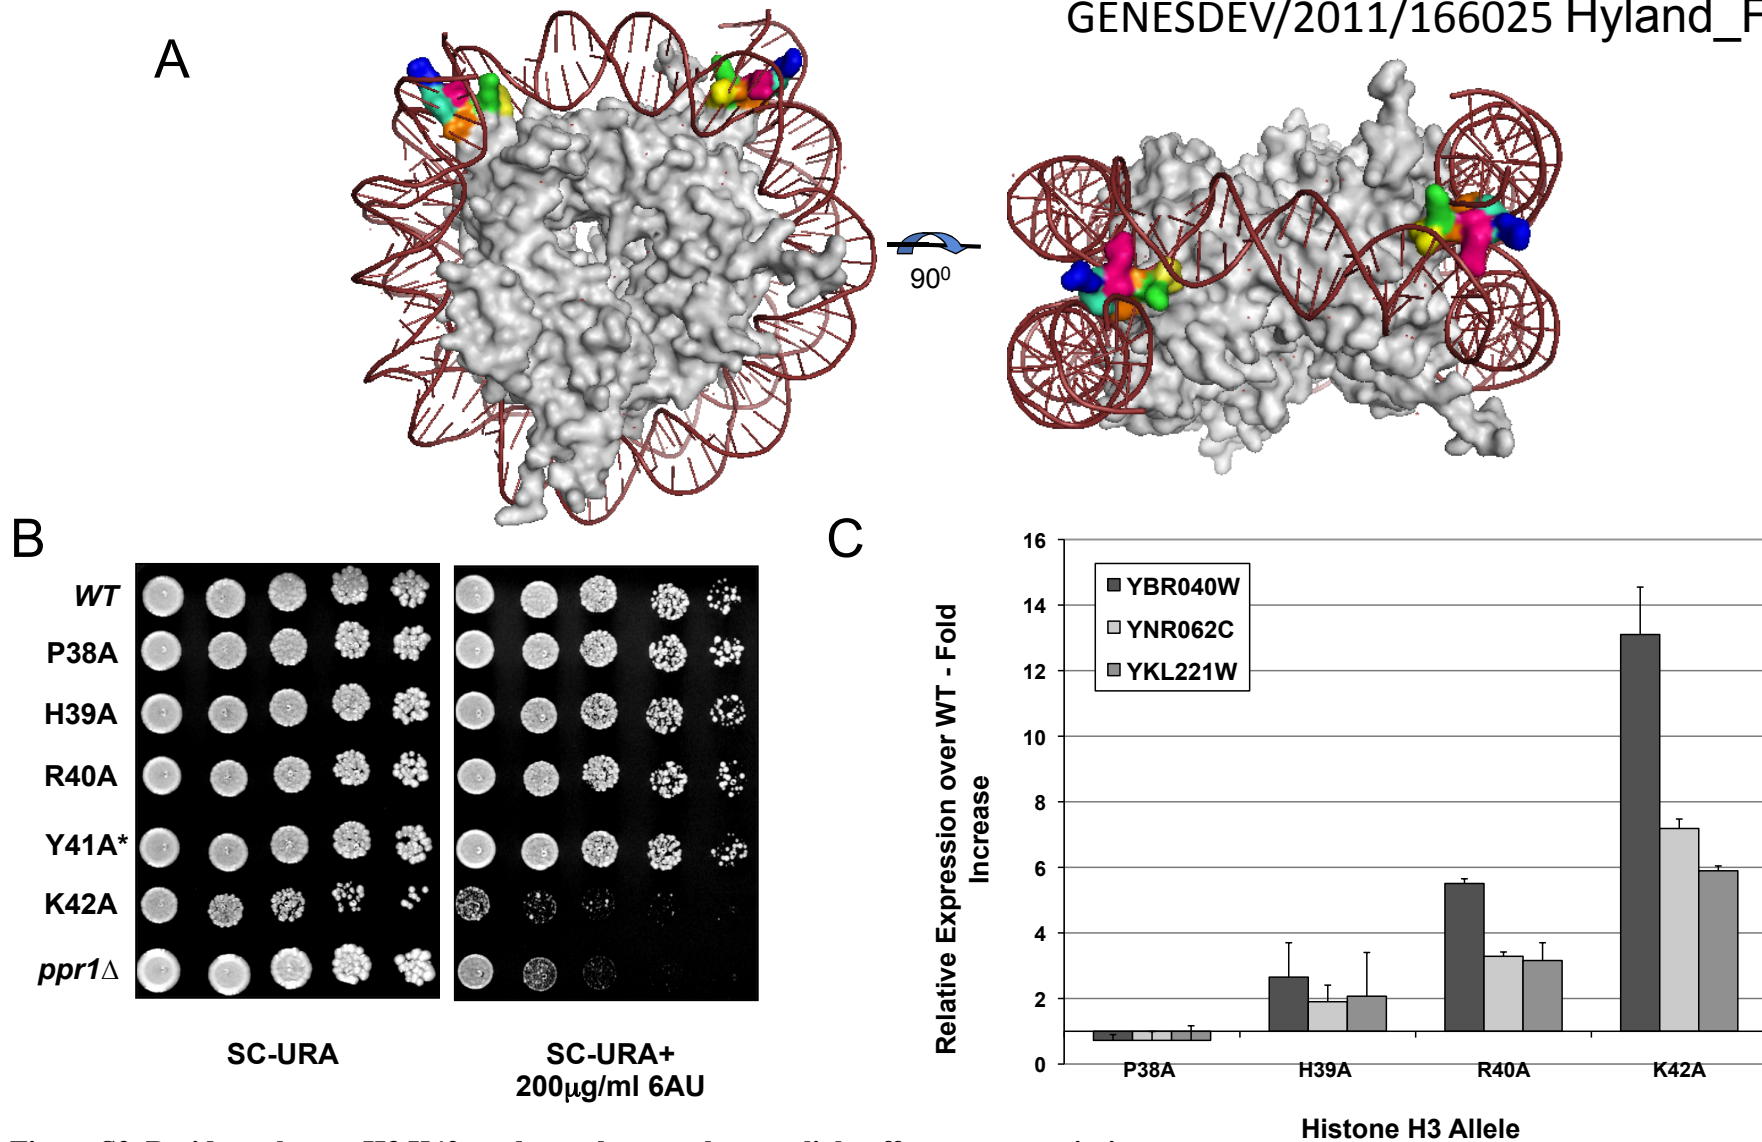 GENESDEV/2011/166025 Hyland_F
A
90⁰
B
WT
P38A
H39A
R40A
Y41A*
K42A
ppr1Δ
SC-URA
SC-URA+
200μg/ml 6AU
C
Relative Expression over WT - Fold
Increase
16
14
12
10
8
6
4
2
0
YBR040W
YNR062C
YKL221W
P38A
H39A
R40A
K42A
Histone H3 Allele